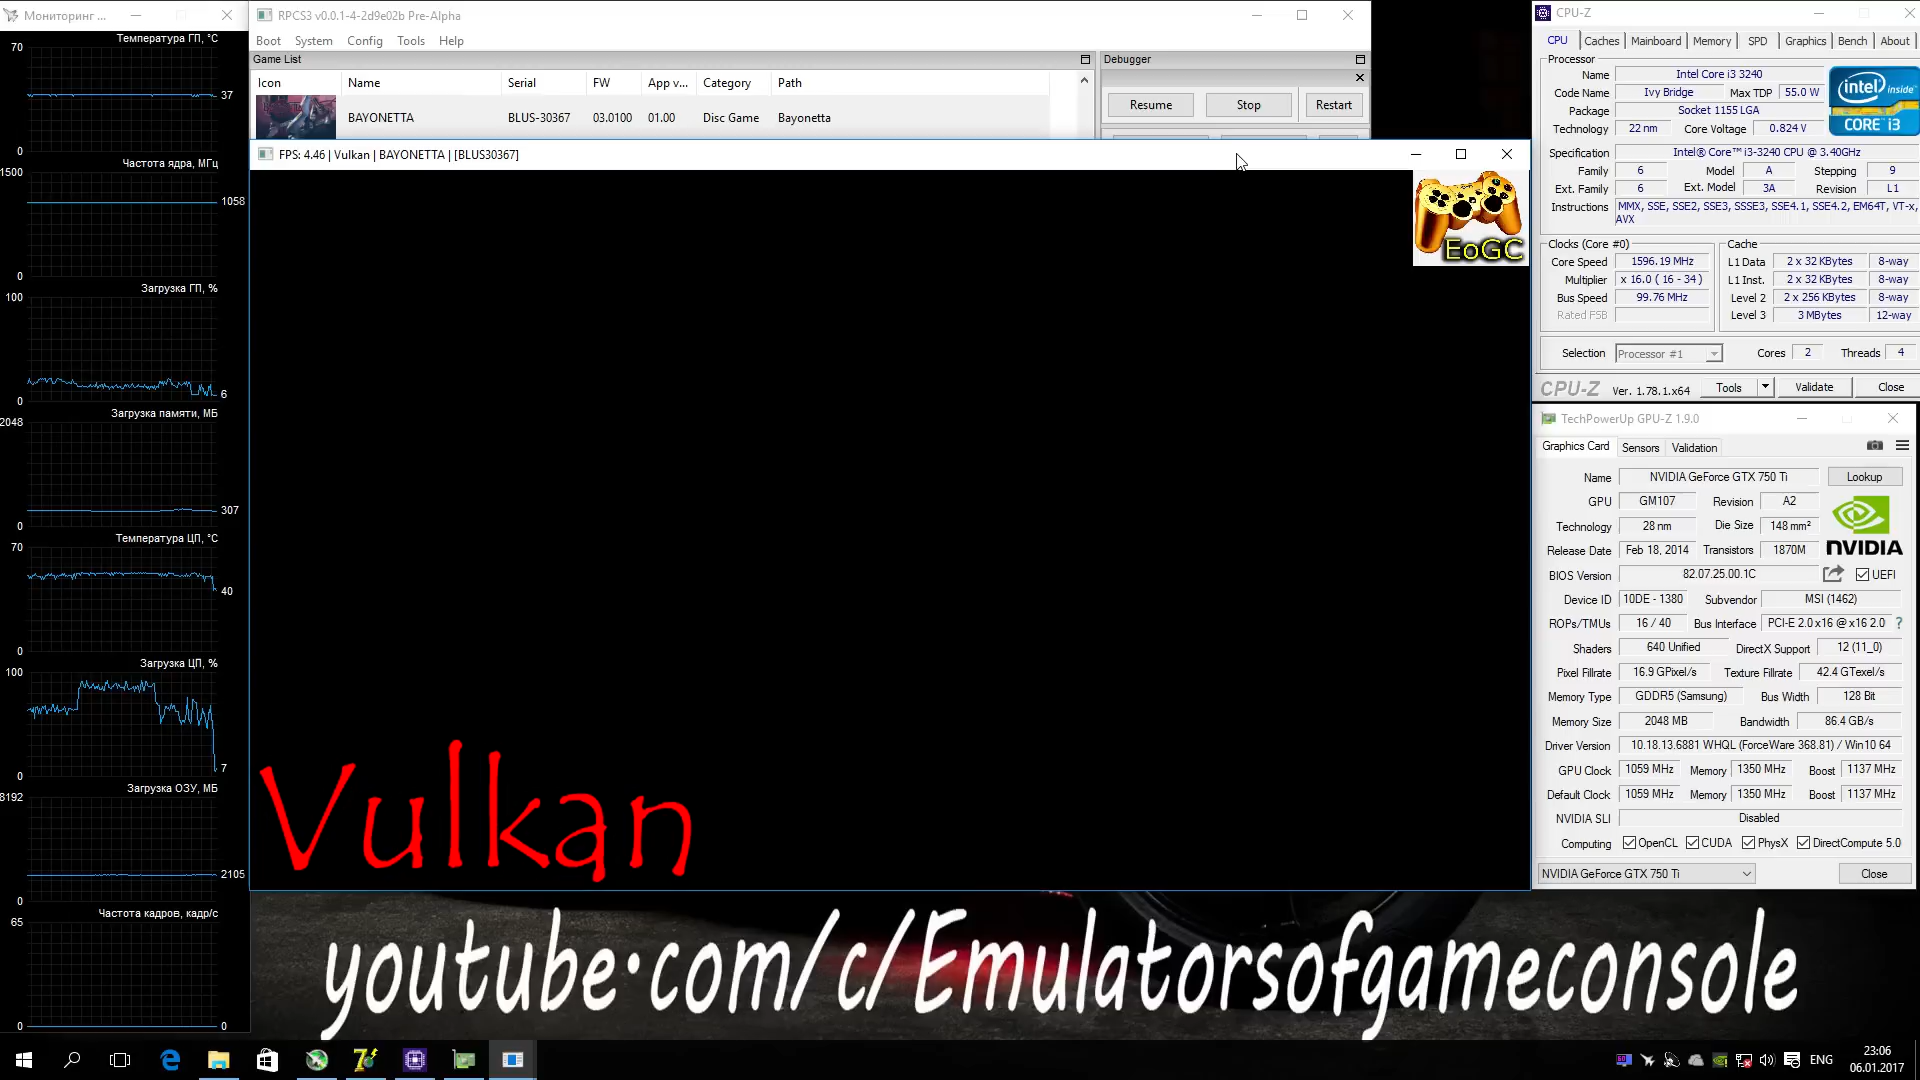 Мониторинг ...
Температура ГП, °C
70
37
0
Частота ядра, МГц
1500
1058
0
Загрузка ГП, %
100
6
0
Загрузка памяти, МБ
2048
307
0
Температура ЦП, °C
70
40
0
Загрузка ЦП, %
100
7
0
Загрузка ОЗУ, МБ
8192
2105
0
Частота кадров, кадр/с
65
0
0
RPCS3 v0.0.1-4-2d9e02b Pre-Alpha
Boot System Config Tools Help
Game List
Icon Name Serial FW App v... Category Path
BAYONETTA BLUS-30367 03.0100 01.00 Disc Game Bayonetta
Debugger
Resume Stop Restart
FPS: 4.46 | Vulkan | BAYONETTA | [BLUS30367]
EoGC
Vulkan
youtube.com/c/Emulatorsofgameconsole
CPU-Z
CPU Caches Mainboard Memory SPD Graphics Bench About
Processor
Name Intel Core i3 3240
Code Name Ivy Bridge Max TDP 55.0 W
Package Socket 1155 LGA
Technology 22 nm Core Voltage 0.824 V
intel inside
CORE i3
Specification Intel® Core™ i3-3240 CPU @ 3.40GHz
Family 6 Model A Stepping 9
Ext. Family 6 Ext. Model 3A Revision L1
Instructions MMX, SSE, SSE2, SSE3, SSSE3, SSE4.1, SSE4.2, EM64T, VT-x,
AVX
Clocks (Core #0)
Core Speed 1596.19 MHz
Multiplier x 16.0 ( 16 - 34 )
Bus Speed 99.76 MHz
Rated FSB
Cache
L1 Data 2 x 32 KBytes 8-way
L1 Inst. 2 x 32 KBytes 8-way
Level 2 2 x 256 KBytes 8-way
Level 3 3 MBytes 12-way
Selection Processor #1 Cores 2 Threads 4
CPU-Z Ver. 1.78.1.x64 Tools Validate Close
TechPowerUp GPU-Z 1.9.0
Graphics Card Sensors Validation
Name NVIDIA GeForce GTX 750 Ti Lookup
GPU GM107 Revision A2
Technology 28 nm Die Size 148 mm²
Release Date Feb 18, 2014 Transistors 1870M
NVIDIA
BIOS Version 82.07.25.00.1C UEFI
Device ID 10DE - 1380 Subvendor MSI (1462)
ROPs/TMUs 16 / 40 Bus Interface PCI-E 2.0 x16 @ x16 2.0 ?
Shaders 640 Unified DirectX Support 12 (11_0)
Pixel Fillrate 16.9 GPixel/s Texture Fillrate 42.4 GTexel/s
Memory Type GDDR5 (Samsung) Bus Width 128 Bit
Memory Size 2048 MB Bandwidth 86.4 GB/s
Driver Version 10.18.13.6881 WHQL (ForceWare 368.81) / Win10 64
GPU Clock 1059 MHz Memory 1350 MHz Boost 1137 MHz
Default Clock 1059 MHz Memory 1350 MHz Boost 1137 MHz
NVIDIA SLI Disabled
Computing OpenCL CUDA PhysX DirectCompute 5.0
NVIDIA GeForce GTX 750 Ti Close
ENG
23:06
06.01.2017